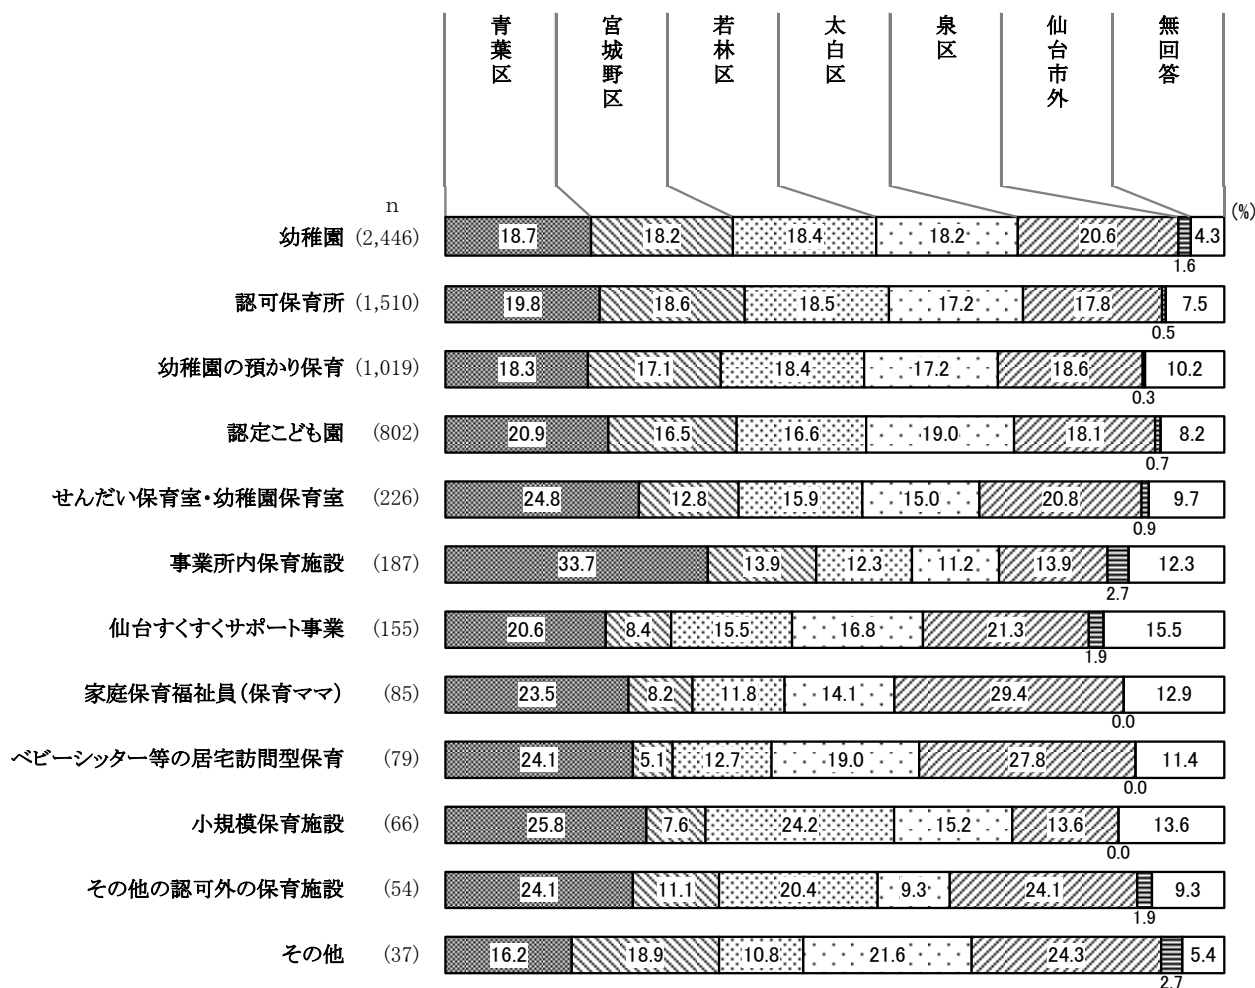 青葉区
宮城野区
若林区
太白区
泉区
仙台市外
無回答
n
(%)
幼稚園 (2,446) 18.7 18.2 18.4 18.2 20.6 1.6 4.3
認可保育所 (1,510) 19.8 18.6 18.5 17.2 17.8 0.5 7.5
幼稚園の預かり保育 (1,019) 18.3 17.1 18.4 17.2 18.6 0.3 10.2
認定こども園 (802) 20.9 16.5 16.6 19.0 18.1 0.7 8.2
せんだい保育室・幼稚園保育室 (226) 24.8 12.8 15.9 15.0 20.8 0.9 9.7
事業所内保育施設 (187) 33.7 13.9 12.3 11.2 13.9 2.7 12.3
仙台すくすくサポート事業 (155) 20.6 8.4 15.5 16.8 21.3 1.9 15.5
家庭保育福祉員（保育ママ） (85) 23.5 8.2 11.8 14.1 29.4 0.0 12.9
ベビーシッター等の居宅訪問型保育 (79) 24.1 5.1 12.7 19.0 27.8 0.0 11.4
小規模保育施設 (66) 25.8 7.6 24.2 15.2 13.6 0.0 13.6
その他の認可外の保育施設 (54) 24.1 11.1 20.4 9.3 24.1 1.9 9.3
その他 (37) 16.2 18.9 10.8 21.6 24.3 2.7 5.4